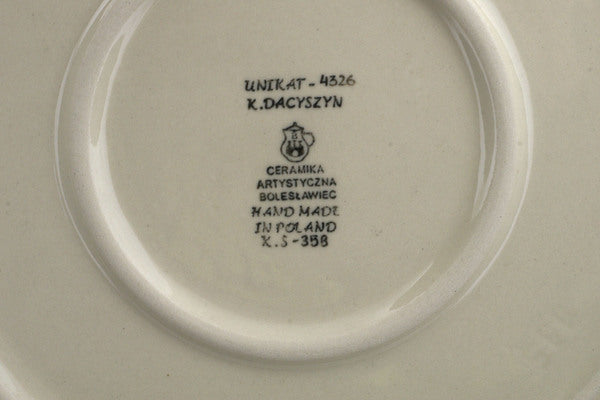 UNIKAT - 4326
K. DACYSZYN
CERAMIKA
ARTYSTYCZNA
BOLESŁAWIEC
HAND MADE
IN POLAND
K.S-358